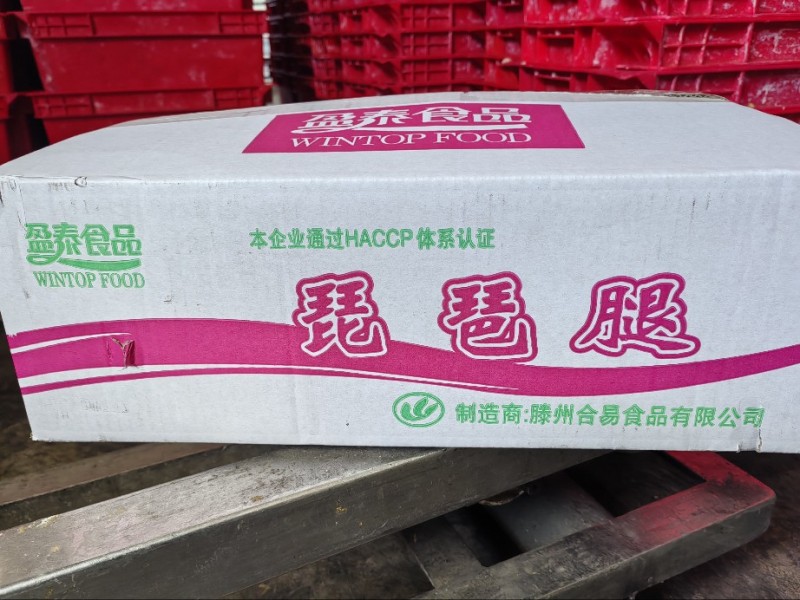 盈泰食品
WINTOP FOOD
盈泰食品
WINTOP FOOD
本企业通过HACCP体系认证
琵琶腿
制造商:滕州合易食品有限公司